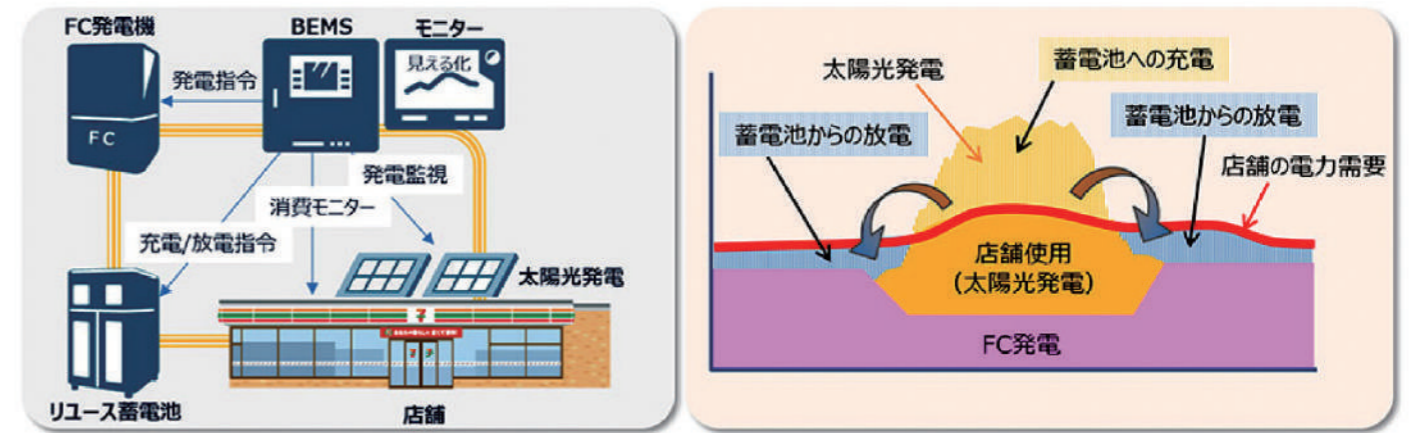 FC発電機
BEMS
モニター
見える化
発電指令
FC
発電監視
消費モニター
充電/放電指令
太陽光発電
7
リユース蓄電池
店舗
太陽光発電
蓄電池への充電
蓄電池からの放電
蓄電池からの放電
店舗の電力需要
店舗使用
(太陽光発電)
FC発電